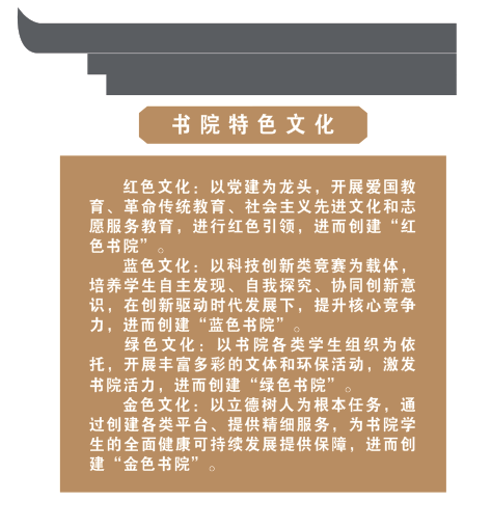 书院特色文化
红色文化：以党建为龙头，开展爱国教
育、革命传统教育、社会主义先进文化和志
愿服务教育，进行红色引领，进而创建“红
色书院”。
蓝色文化：以科技创新类竞赛为载体，
培养学生自主发现、自我探究、协同创新意
识，在创新驱动时代发展下，提升核心竞争
力，进而创建“蓝色书院”。
绿色文化：以书院各类学生组织为依
托，开展丰富多彩的文体和环保活动，激发
书院活力，进而创建“绿色书院”。
金色文化：以立德树人为根本任务，通
过创建各类平台、提供精细服务，为书院学
生的全面健康可持续发展提供保障，进而创
建“金色书院”。